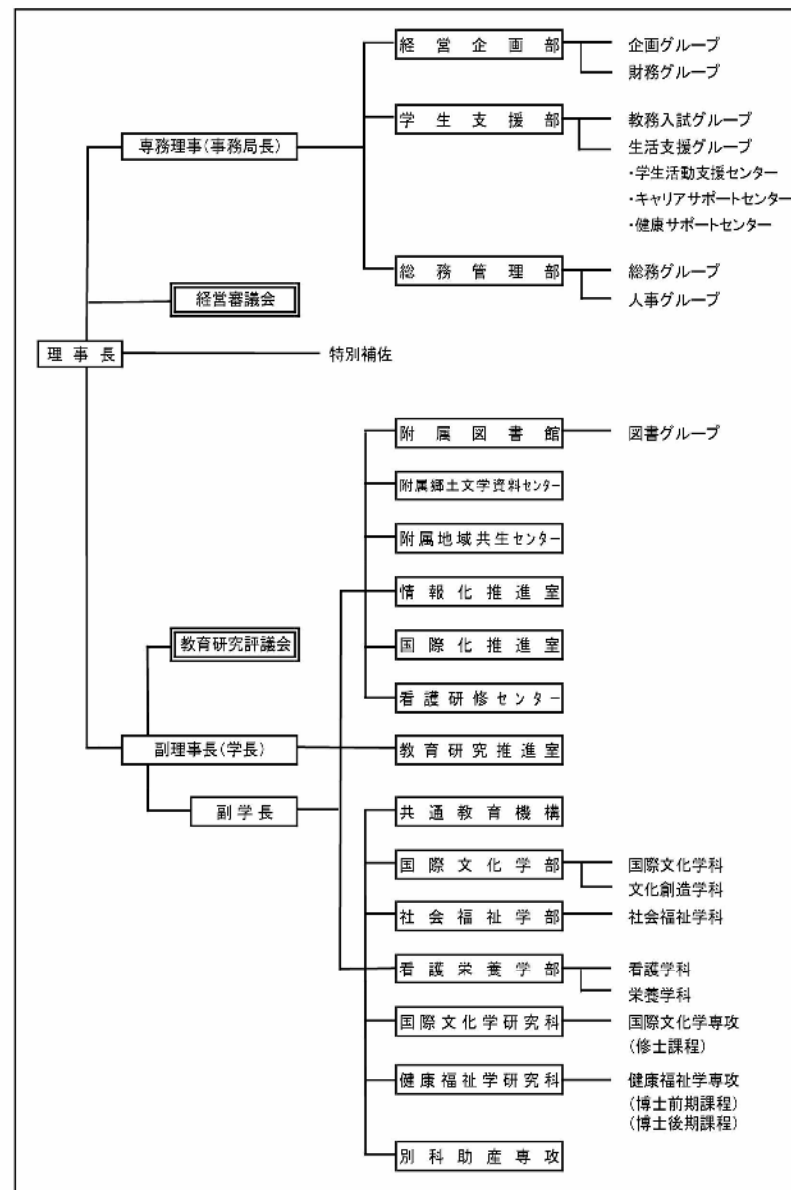 経営企画部
企画グループ
財務グループ
学生支援部
教務入試グループ
専務理事(事務局長)
生活支援グループ
・学生活動支援センター
・キャリアサポートセンター
・健康サポートセンター
総務管理部
総務グループ
経営審議会
人事グループ
理事長
特別補佐
附属図書館
図書グループ
附属郷土文学資料センター
附属地域共生センター
情報化推進室
教育研究評議会
国際化推進室
看護研修センター
副理事長(学長)
教育研究推進室
副学長
共通教育機構
国際文化学部
国際文化学科
文化創造学科
社会福祉学部
社会福祉学科
看護栄養学部
看護学科
栄養学科
国際文化学研究科
国際文化学専攻
(修士課程)
健康福祉学研究科
健康福祉学専攻
(博士前期課程)
(博士後期課程)
別科助産専攻